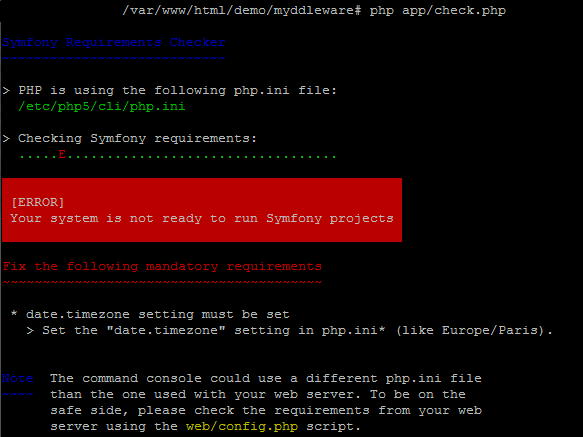 /var/www/html/demo/myddleware# php app/check.php
Symfony Requirements Checker
~~~~~~~~~~~~~~~~~~~~~~~~~~~~
> PHP is using the following php.ini file:
/etc/php5/cli/php.ini
> Checking Symfony requirements:
.....E..................................
[ERROR]
Your system is not ready to run Symfony projects
Fix the following mandatory requirements
~~~~~~~~~~~~~~~~~~~~~~~~~~~~~~~~~~~~~~~~
* date.timezone setting must be set
> Set the "date.timezone" setting in php.ini* (like Europe/Paris).
Note The command console could use a different php.ini file
~~~~ than the one used with your web server. To be on the
safe side, please check the requirements from your web
server using the web/config.php script.